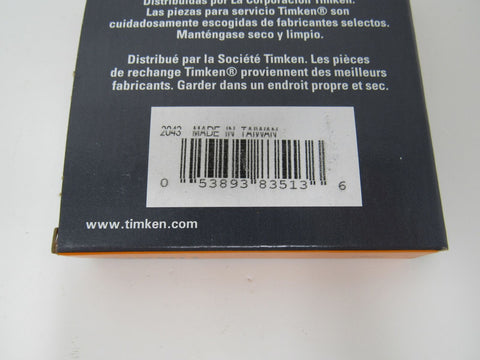 Distribuidas por La Corporación Timken.
Las piezas para servicio Timken® son
cuidadosamente escogidas de fabricantes selectos.
Manténgase seco y limpio.
Distribué par la Société Timken. Les pièces
de rechange Timken® proviennent des meilleurs
fabricants. Garder dans un endroit propre et sec.
2043 MADE IN TAIWAN
0 53893 83513 6
www.timken.com